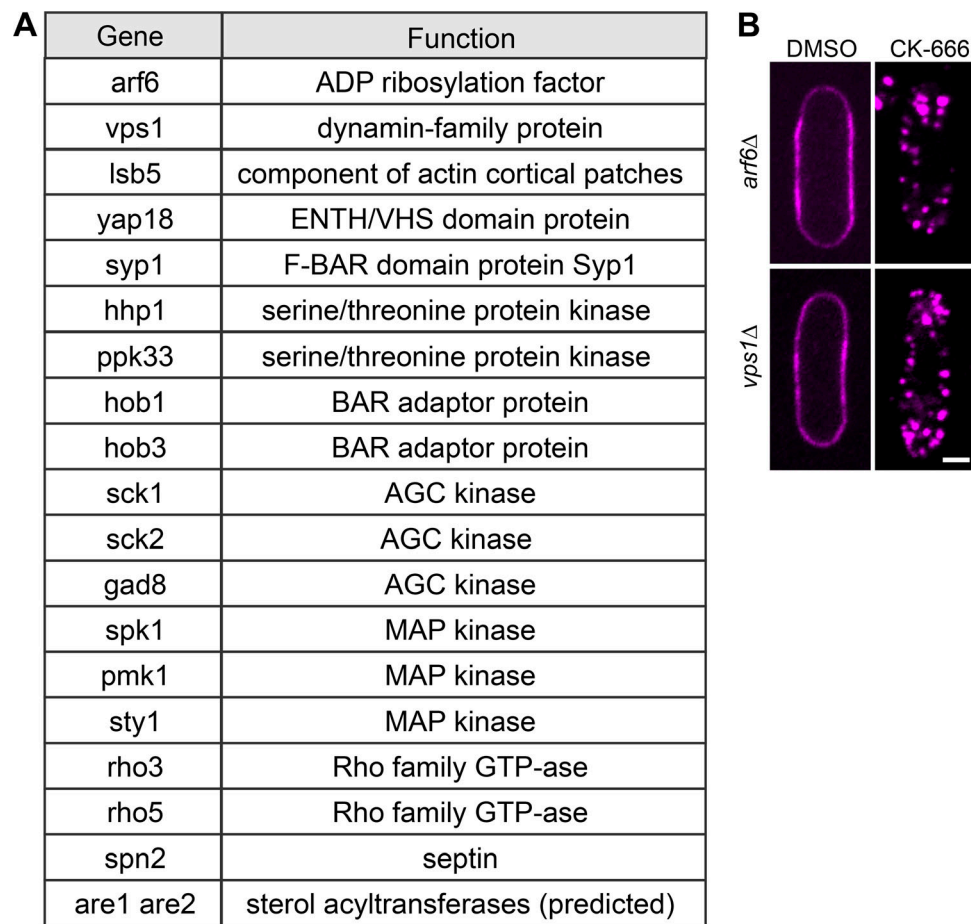 A
Gene Function
arf6 ADP ribosylation factor
vps1 dynamin-family protein
lsb5 component of actin cortical patches
yap18 ENTH/VHS domain protein
syp1 F-BAR domain protein Syp1
hhp1 serine/threonine protein kinase
ppk33 serine/threonine protein kinase
hob1 BAR adaptor protein
hob3 BAR adaptor protein
sck1 AGC kinase
sck2 AGC kinase
gad8 AGC kinase
spk1 MAP kinase
pmk1 MAP kinase
sty1 MAP kinase
rho3 Rho family GTP-ase
rho5 Rho family GTP-ase
spn2 septin
are1 are2 sterol acyltransferases (predicted)
B
DMSO CK-666
arf6Δ
vps1Δ